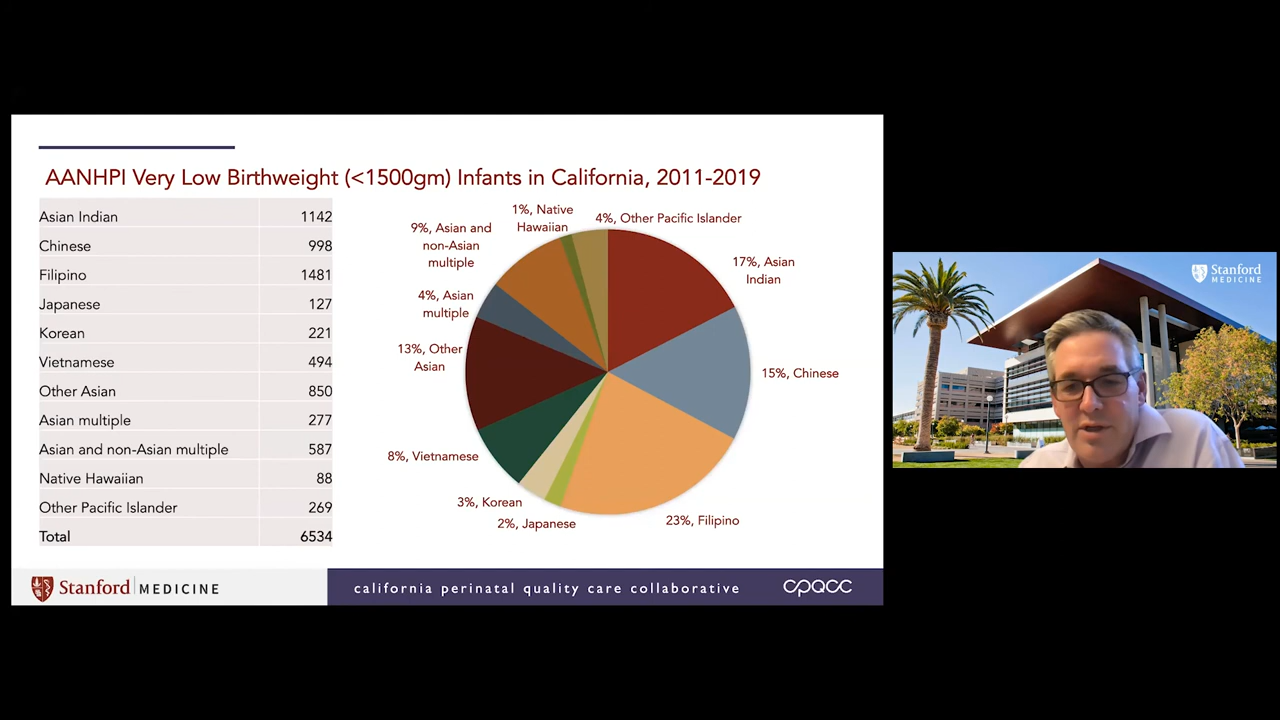 AANHPI Very Low Birthweight (<1500gm) Infants in California, 2011-2019
Asian Indian 1142
Chinese 998
Filipino 1481
Japanese 127
Korean 221
Vietnamese 494
Other Asian 850
Asian multiple 277
Asian and non-Asian multiple 587
Native Hawaiian 88
Other Pacific Islander 269
Total 6534
1%, Native
Hawaiian
4%, Other Pacific Islander
9%, Asian and
non-Asian
multiple
17%, Asian
Indian
4%, Asian
multiple
13%, Other
Asian
15%, Chinese
8%, Vietnamese
3%, Korean
2%, Japanese
23%, Filipino
Stanford MEDICINE
california perinatal quality care collaborative
cpqcc
Stanford
MEDICINE